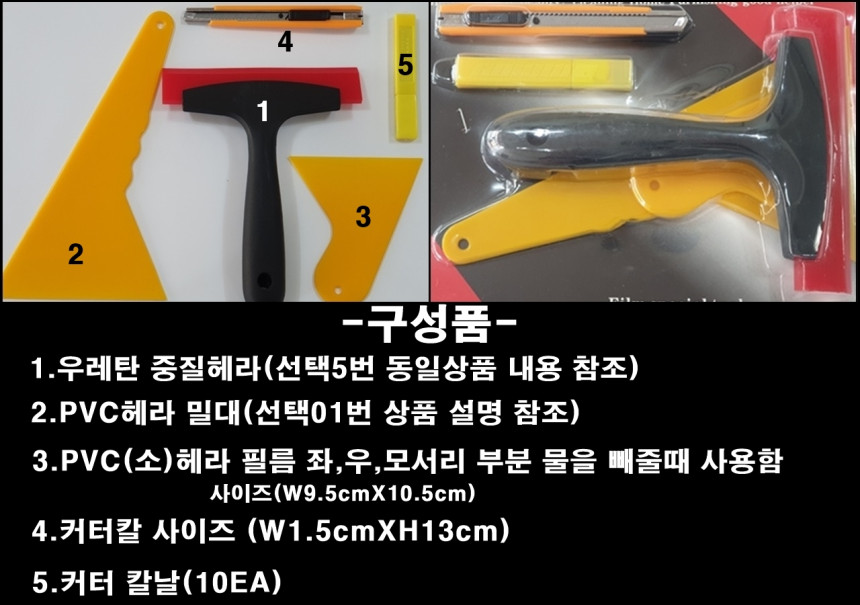 4
5
1
3
2
-구성품-
1.우레탄 중질헤라(선택5번 동일상품 내용 참조)
2.PVC헤라 밀대(선택01번 상품 설명 참조)
3.PVC(소)헤라 필름 좌,우,모서리 부분 물을 빼줄때 사용함
사이즈(W9.5cmX10.5cm)
4.커터칼 사이즈 (W1.5cmXH13cm)
5.커터 칼날(10EA)